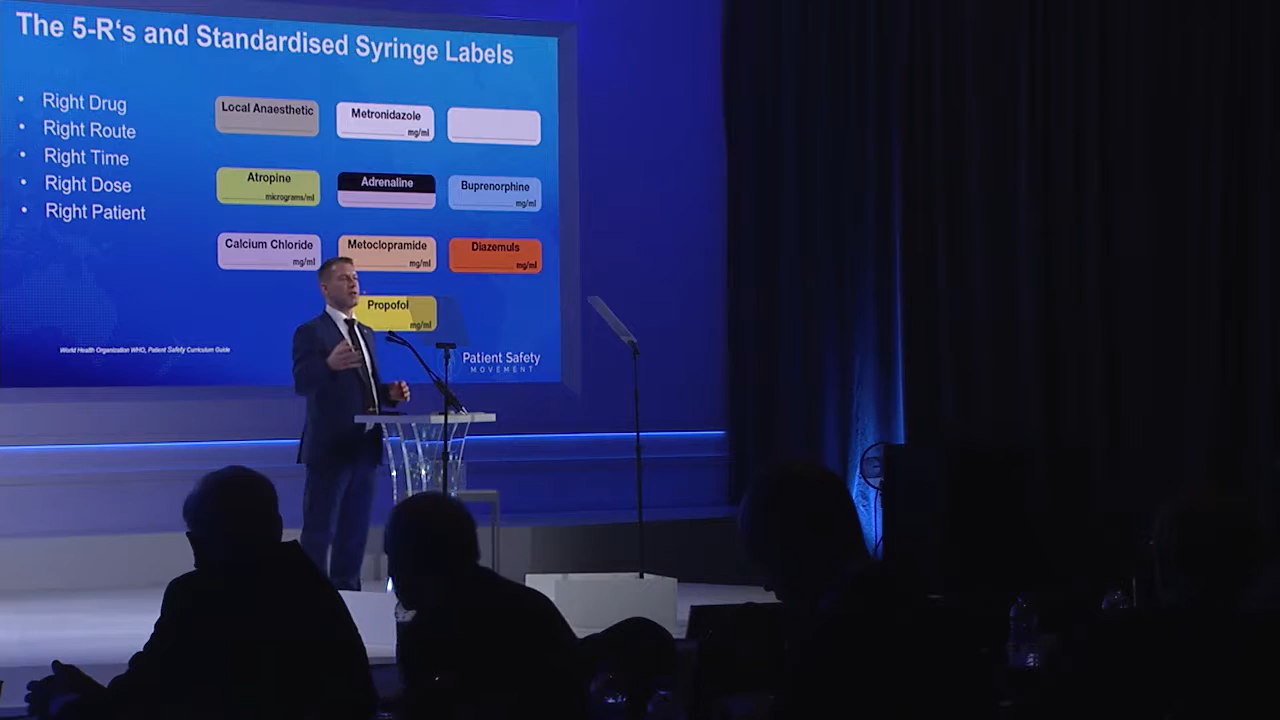 The 5-R‘s and Standardised Syringe Labels
• Right Drug
• Right Route
• Right Time
• Right Dose
• Right Patient
Local Anaesthetic
Metronidazole
mg/ml
Atropine
micrograms/ml
Adrenaline
Buprenorphine
mg/ml
Calcium Chloride
mg/ml
Metoclopramide
mg/ml
Diazemuls
mg/ml
Propofol
mg/ml
World Health Organization WHO, Patient Safety Curriculum Guide
Patient Safety
MOVEMENT